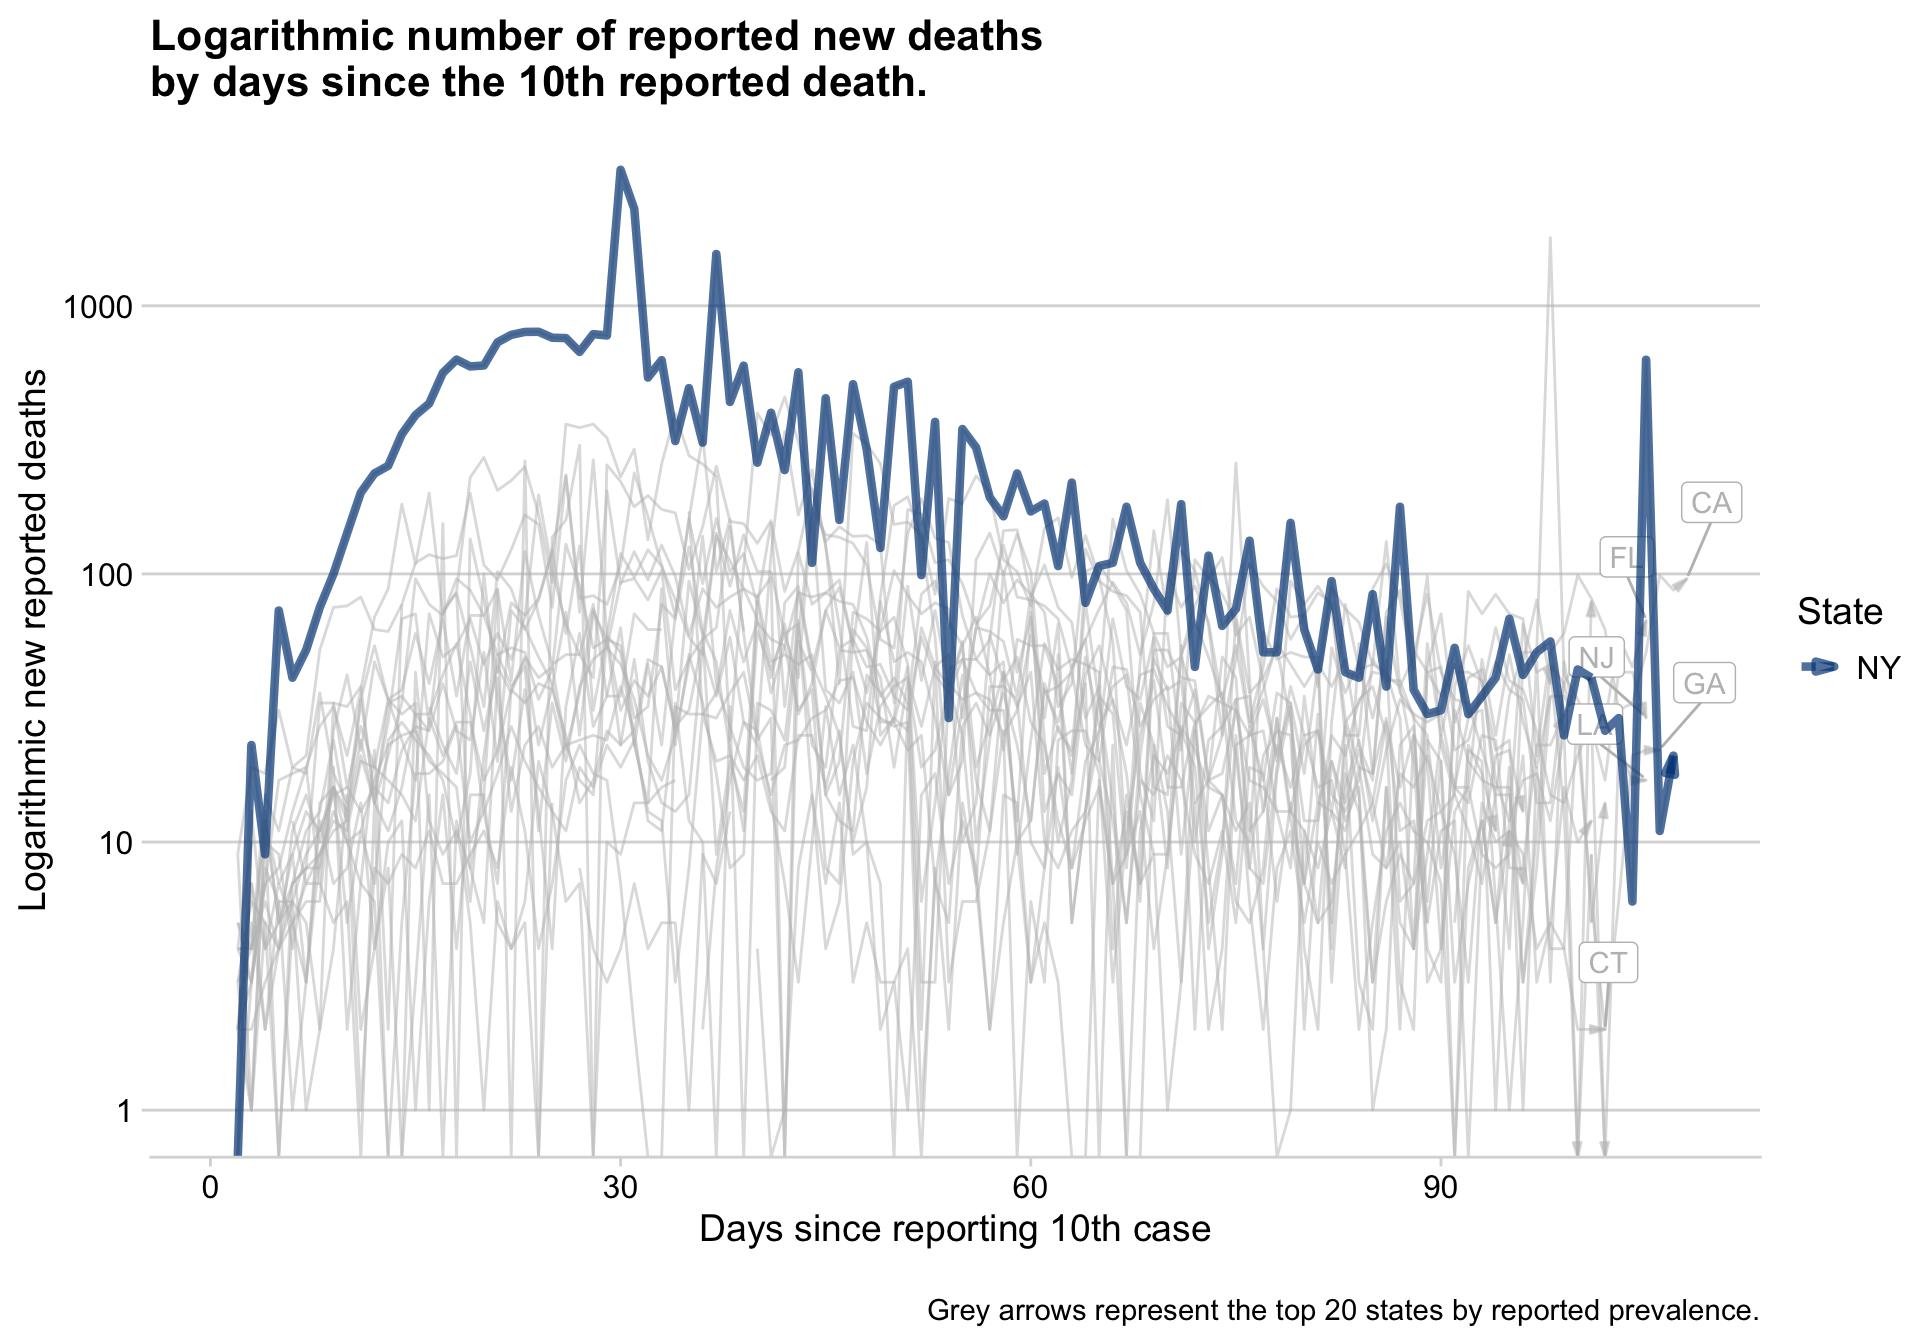 Logarithmic number of reported new deaths
by days since the 10th reported death.
Logarithmic new reported deaths
1000
100
10
1
CA
FL
NJ
GA
LA
CT
State
NY
0
30
60
90
Days since reporting 10th case
Grey arrows represent the top 20 states by reported prevalence.